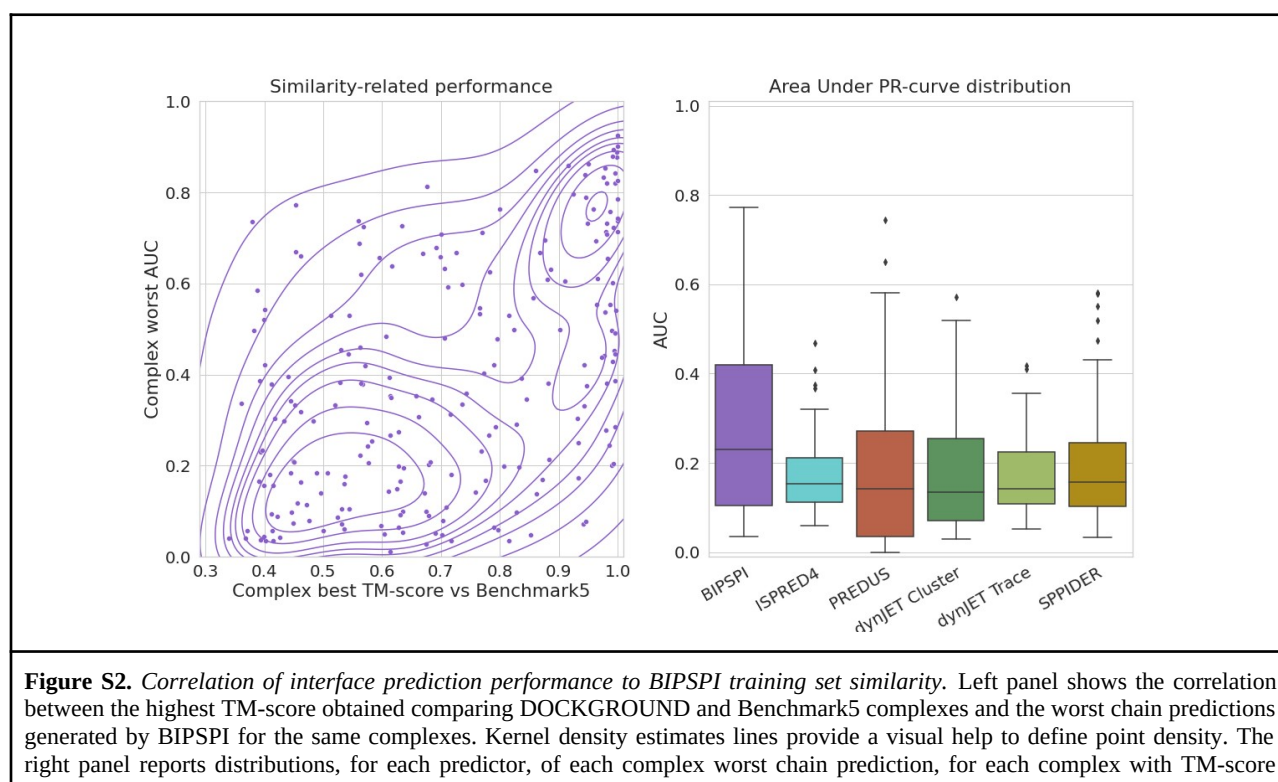 Similarity-related performance
1.0
0.8
0.6
0.4
0.2
0.0
Complex worst AUC
0.3 0.4 0.5 0.6 0.7 0.8 0.9 1.0
Complex best TM-score vs Benchmark5
Area Under PR-curve distribution
1.0
0.8
0.6
0.4
0.2
0.0
AUC
BIPSPI
ISPRED4
PREDUS
dynJET Cluster
dynJET Trace
SPPIDER
Figure S2. Correlation of interface prediction performance to BIPSPI training set similarity. Left panel shows the correlation
between the highest TM-score obtained comparing DOCKGROUND and Benchmark5 complexes and the worst chain predictions
generated by BIPSPI for the same complexes. Kernel density estimates lines provide a visual help to define point density. The
right panel reports distributions, for each predictor, of each complex worst chain prediction, for each complex with TM-score